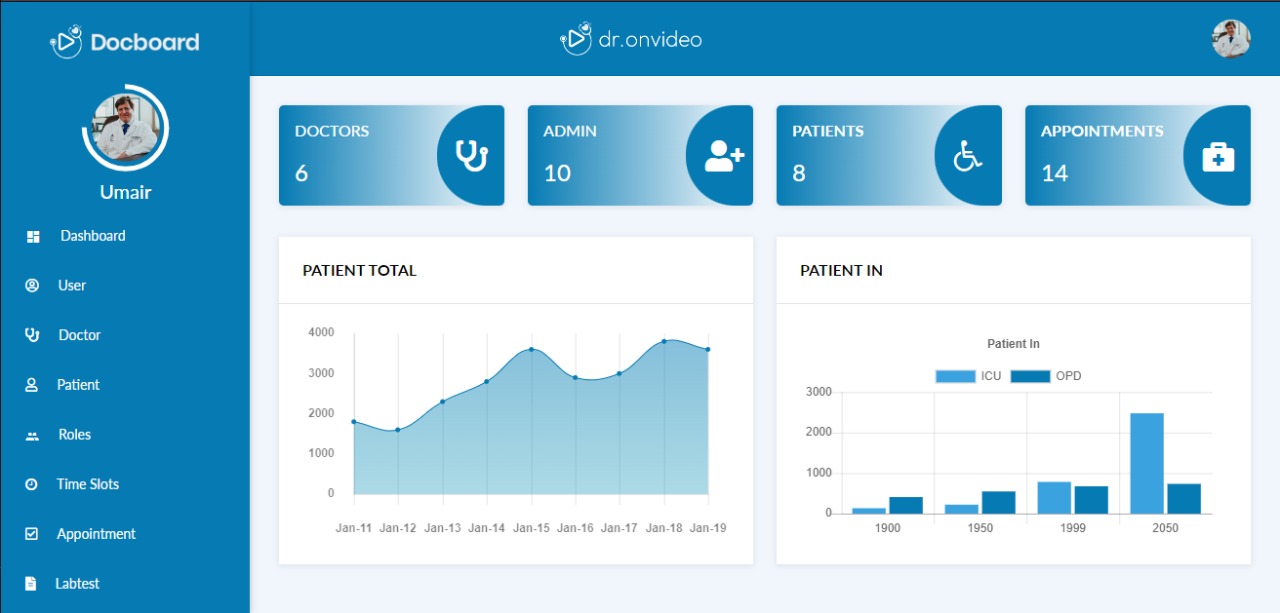 Docboard
dr.onvideo
Umair
Dashboard
User
Doctor
Patient
Roles
Time Slots
Appointment
Labtest
DOCTORS
6
ADMIN
10
PATIENTS
8
APPOINTMENTS
14
PATIENT TOTAL
4000
3000
2000
1000
0
Jan-11 Jan-12 Jan-13 Jan-14 Jan-15 Jan-16 Jan-17 Jan-18 Jan-19
PATIENT IN
Patient In
ICU OPD
3000
2000
1000
0
1900 1950 1999 2050